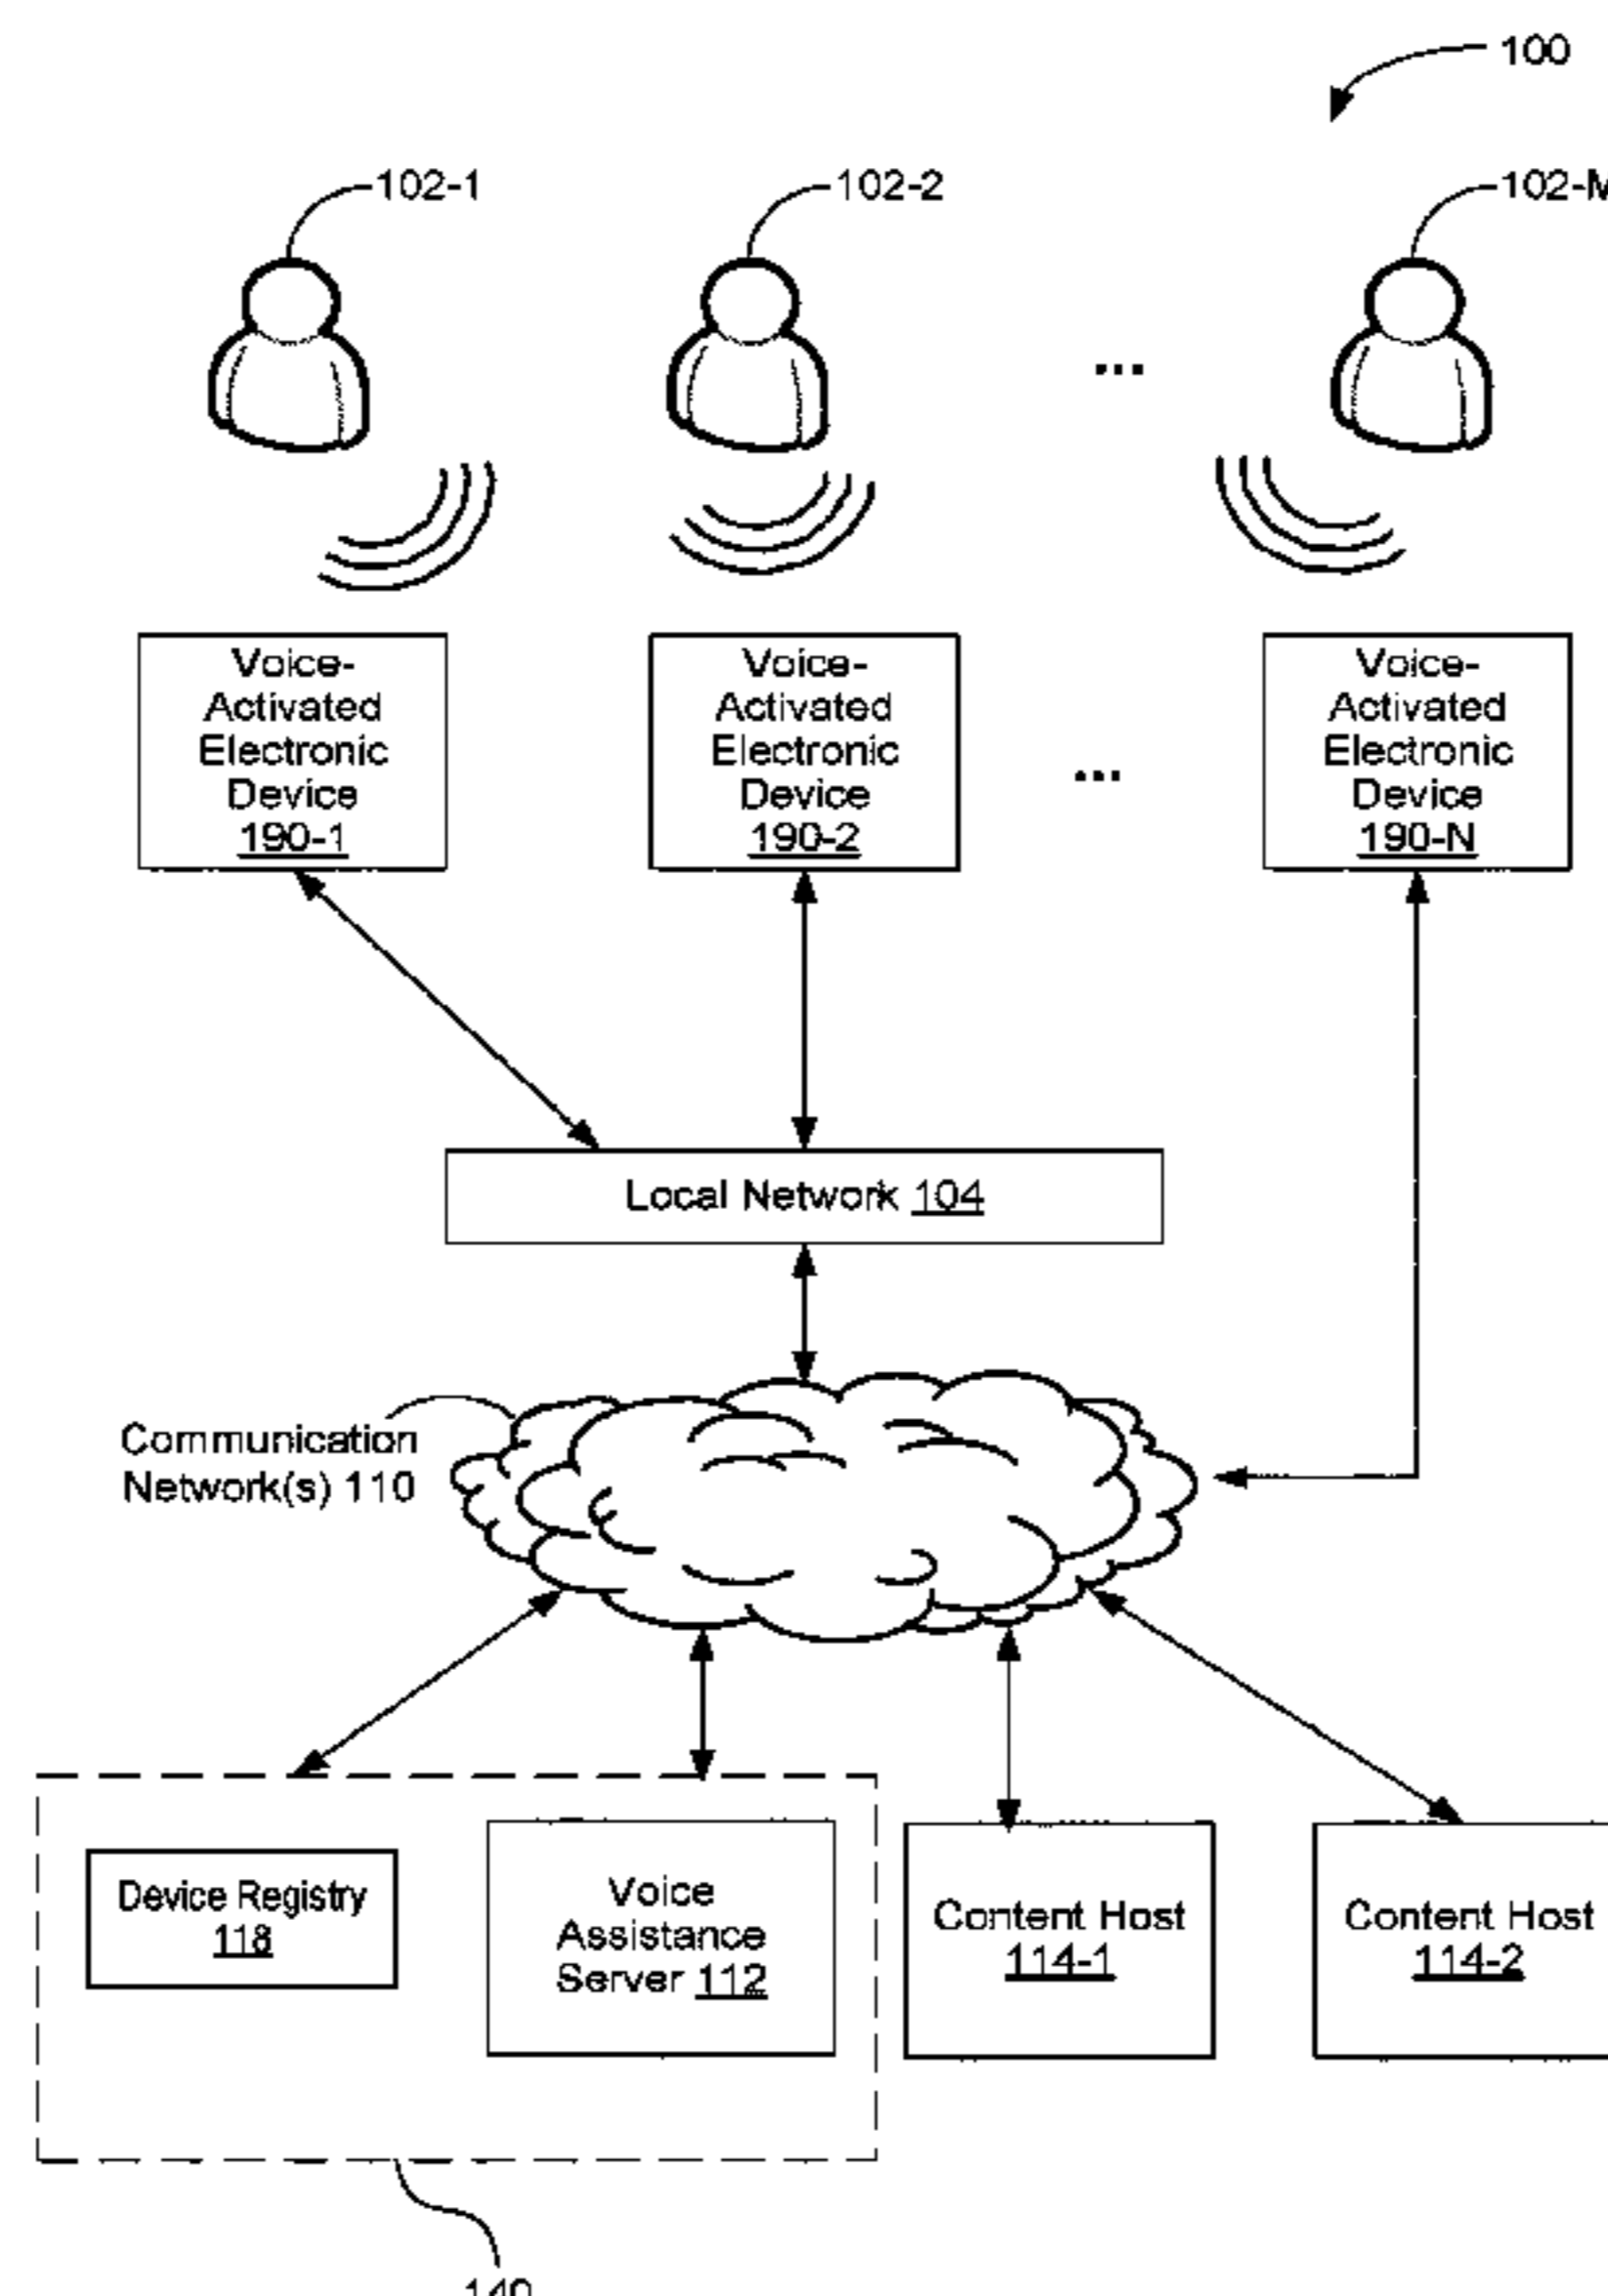 100
102-1
102-2
102-M
...
Voice-
Activated
Electronic
Device
190-1
Voice-
Activated
Electronic
Device
190-2
...
Voice-
Activated
Electronic
Device
190-N
Local Network 104
Communication
Network(s) 110
Device Registry
118
Voice
Assistance
Server 112
Content Host
114-1
Content Host
114-2
140